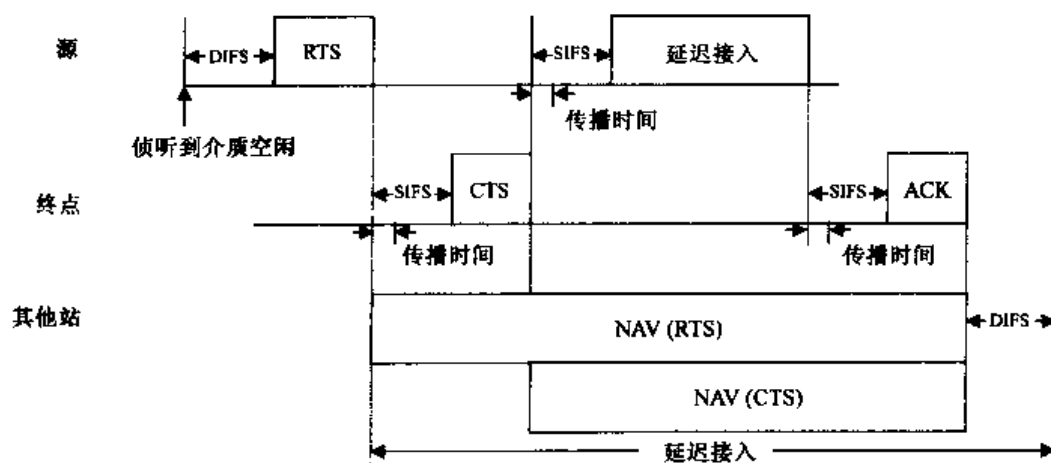 源
DIFS
RTS
SIFS
延迟接入
传播时间
侦听到介质空闲
终点
SIFS
CTS
SIFS
ACK
传播时间
传播时间
其他站
NAV (RTS)
DIFS
NAV (CTS)
延迟接入